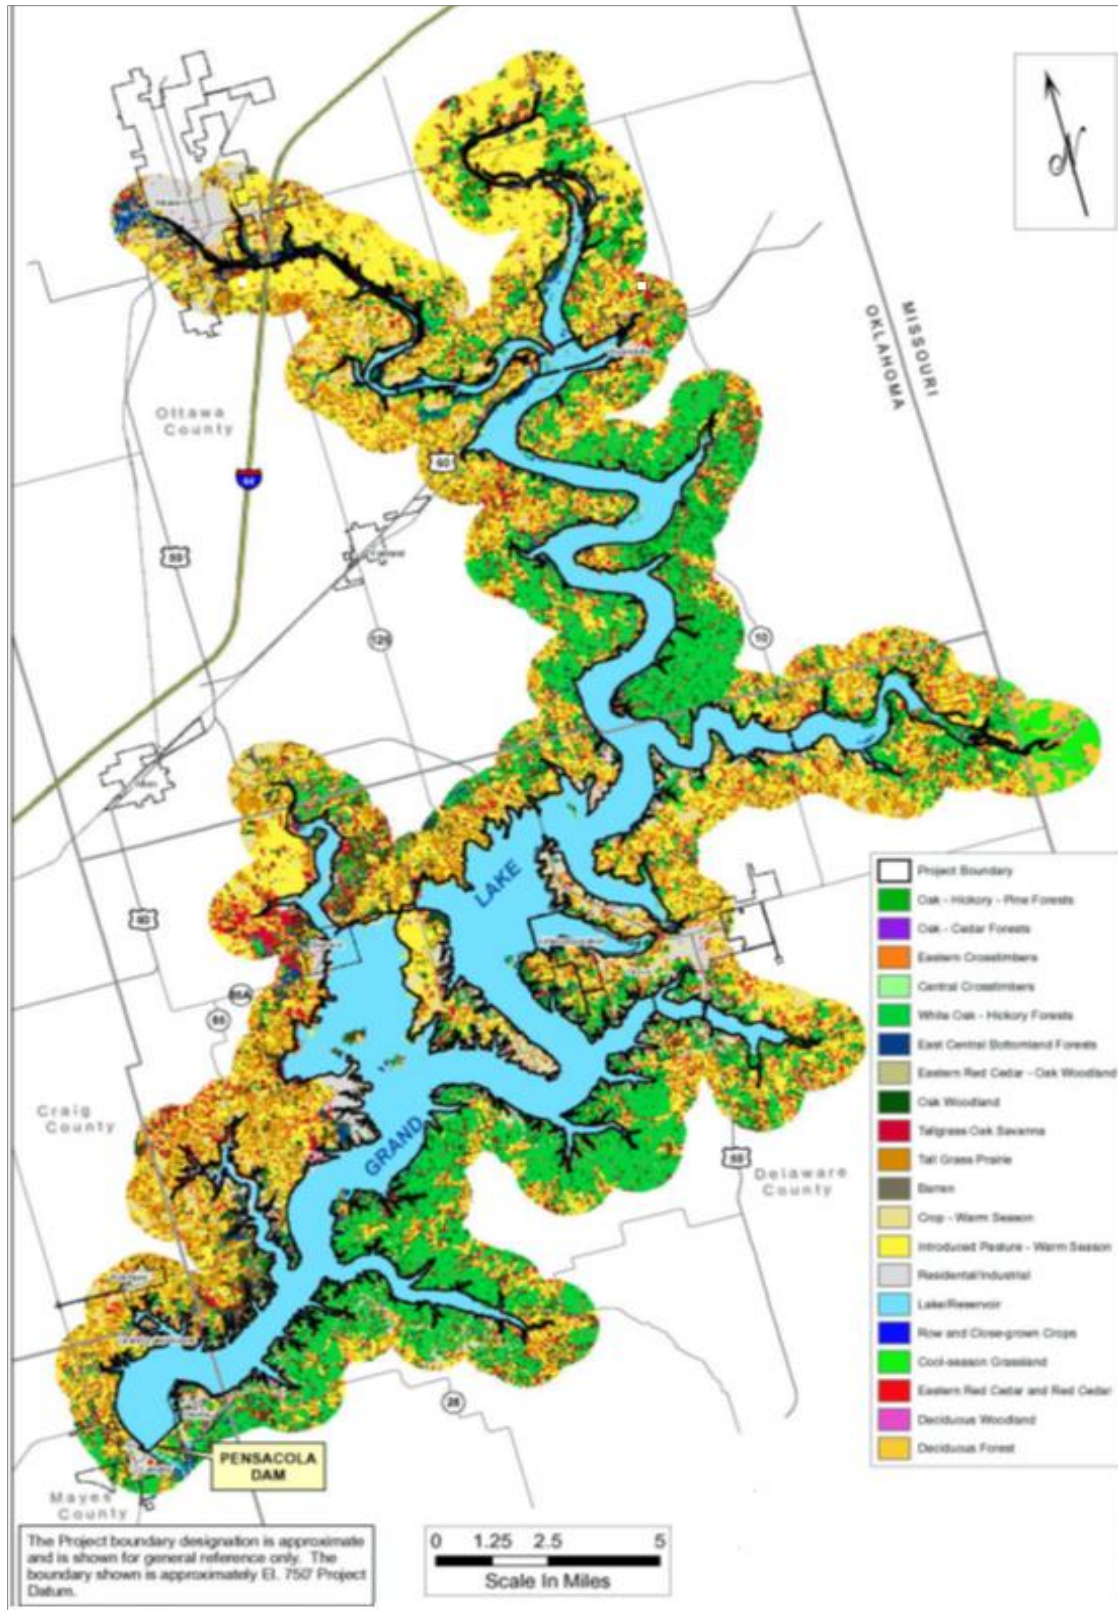 MISSOURI
OKLAHOMA
Ottawa
County
44
60
59
125
10
60
85A
85
LAKE
GRAND
Craig
County
59
Delaware
County
28
PENSACOLA
DAM
Mayes
County
Project Boundary
Oak - Hickory - Pine Forests
Oak - Cedar Forests
Eastern Crosstimbers
Central Crosstimbers
White Oak - Hickory Forests
East Central Bottomland Forests
Eastern Red Cedar - Oak Woodland
Oak Woodland
Tallgrass Oak Savanna
Tall Grass Prairie
Barren
Crop - Warm Season
Introduced Pasture - Warm Season
Residental/Industrial
Lake/Reservoir
Row and Close-grown Crops
Cool-season Grassland
Eastern Red Cedar and Red Cedar
Deciduous Woodland
Deciduous Forest
The Project boundary designation is approximate
and is shown for general reference only. The
boundary shown is approximately El. 750' Project
Datum.
0 1.25 2.5 5
Scale In Miles